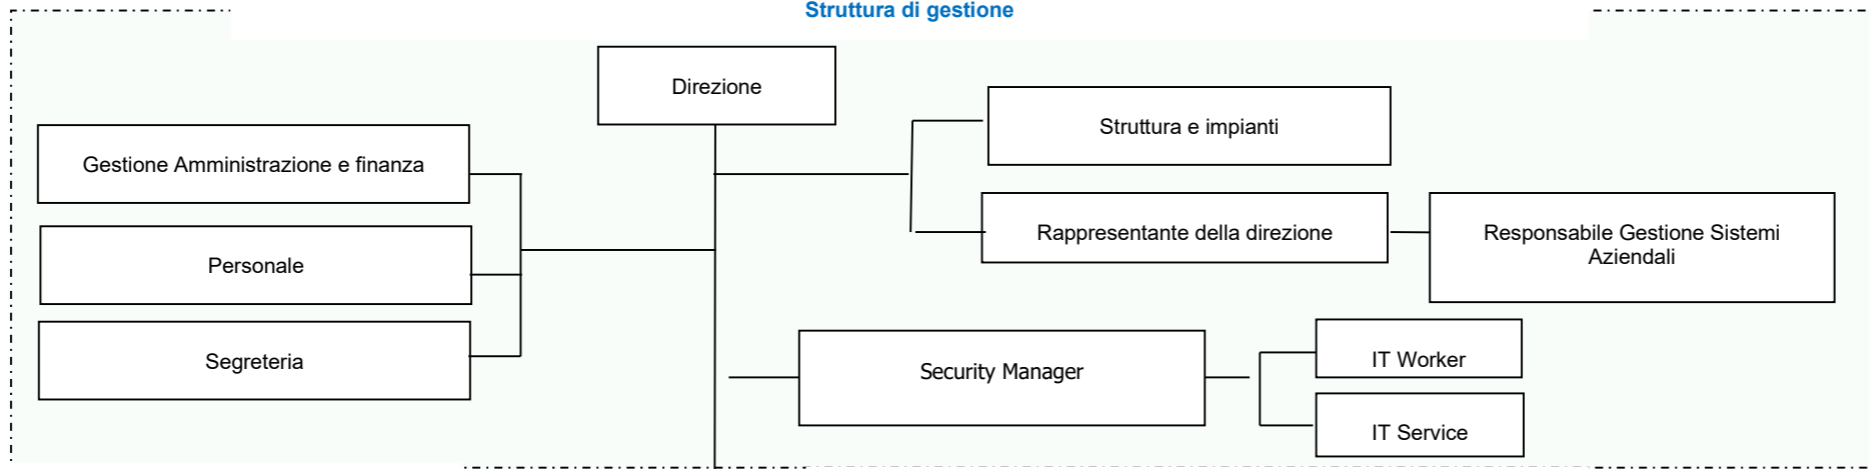 Struttura di gestione
Direzione
Struttura e impianti
Gestione Amministrazione e finanza
Rappresentante della direzione
Responsabile Gestione Sistemi
Aziendali
Personale
Segreteria
Security Manager
IT Worker
IT Service